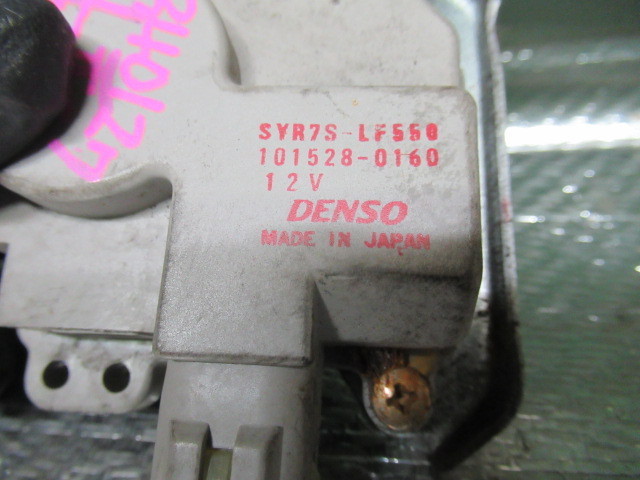 SYR7S-LF550
101528-0160
12V
DENSO
MADE IN JAPAN